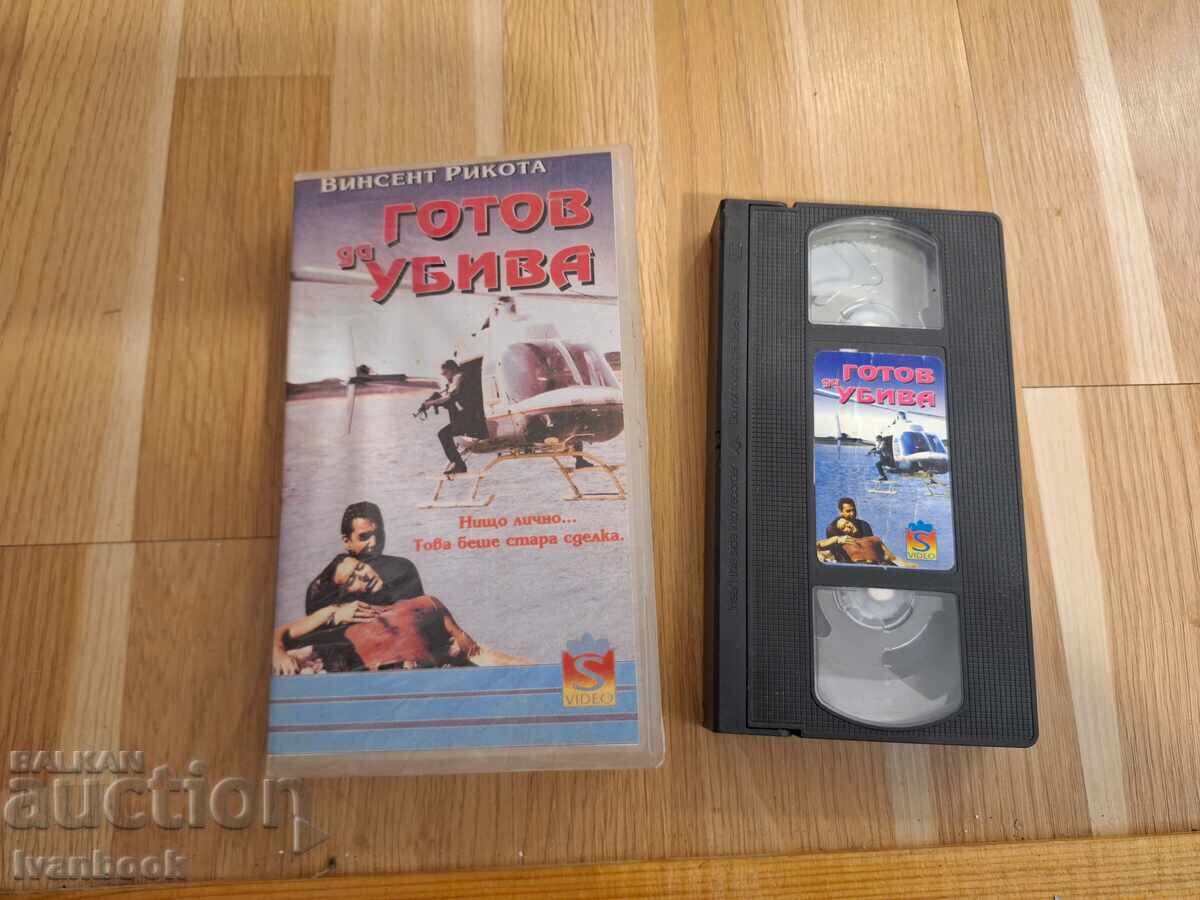 ВИНСЕНТ РИКОТА
ГОТОВ
да
УБИВА
Нищо лично...
Това беше стара сделка.
S
VIDEO
ГОТОВ
да
УБИВА
S
VIDEO
BALKAN
auction
Ivanbook